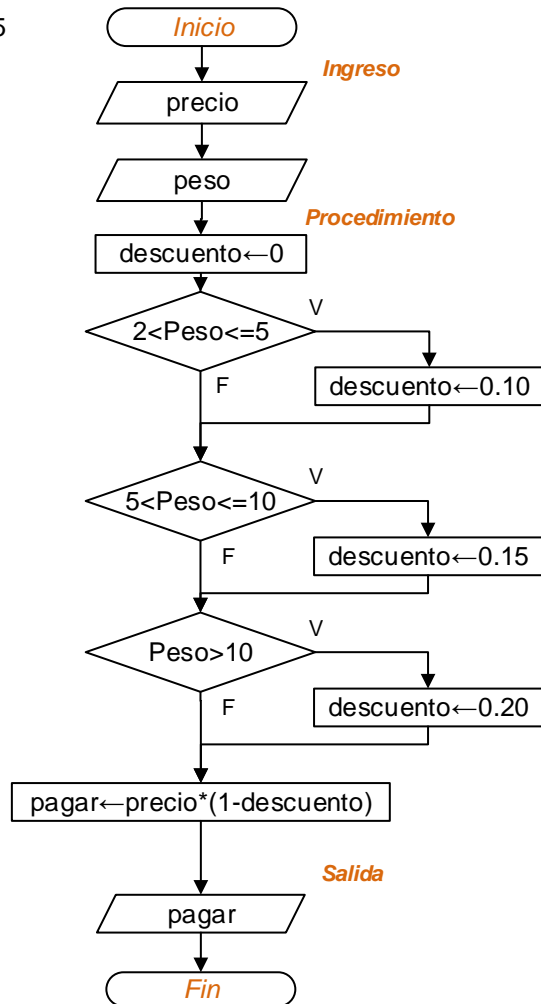 5
Inicio
Ingreso
precio
peso
Procedimiento
descuento←0
V
2<Peso<=5
F
descuento←0.10
V
5<Peso<=10
F
descuento←0.15
V
Peso>10
F
descuento←0.20
pagar←precio*(1-descuento)
Salida
pagar
Fin